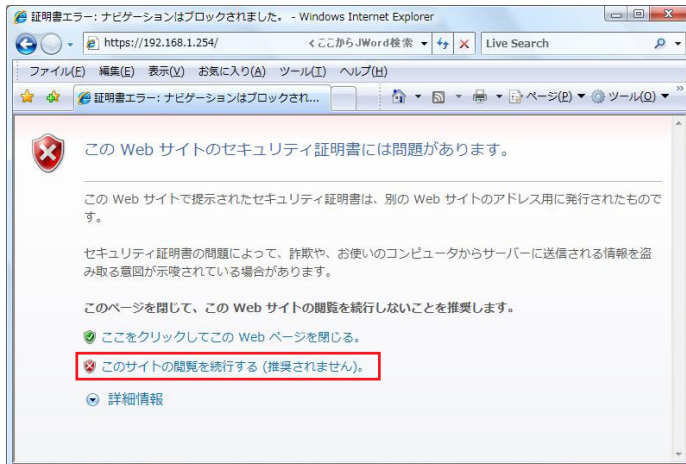 証明書エラー: ナビゲーションはブロックされました。 - Windows Internet Explorer
https://192.168.1.254/ <ここからJWord検索 Live Search
ファイル(F) 編集(E) 表示(V) お気に入り(A) ツール(T) ヘルプ(H)
証明書エラー: ナビゲーションはブロックされ... ページ(P) ツール(O) »
この Web サイトのセキュリティ証明書には問題があります。
この Web サイトで提示されたセキュリティ証明書は、別の Web サイトのアドレス用に発行されたもので
す。
セキュリティ証明書の問題によって、詐欺や、お使いのコンピュータからサーバーに送信される情報を盗
み取る意図が示唆されている場合があります。
このページを閉じて、この Web サイトの閲覧を続行しないことを推奨します。
ここをクリックしてこの Web ページを閉じる。
このサイトの閲覧を続行する (推奨されません)。
詳細情報